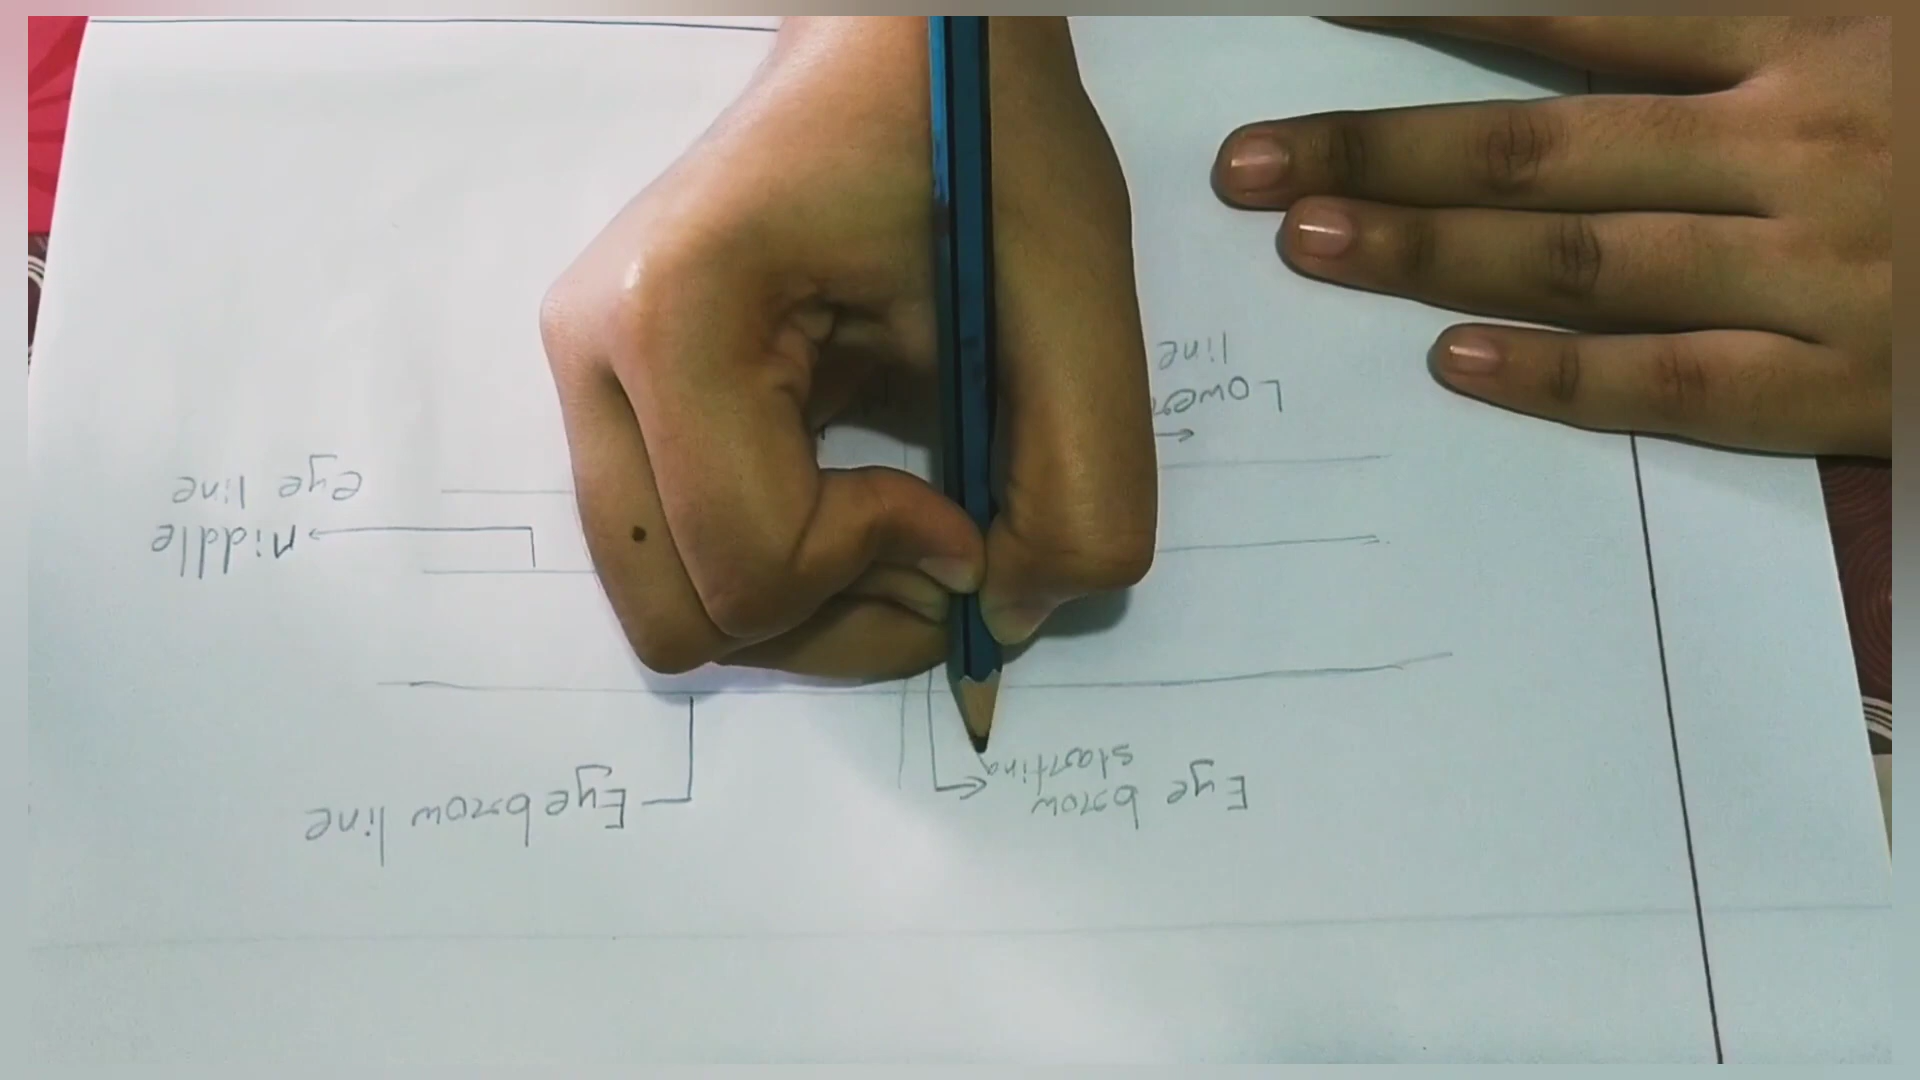 Eye brow
starting
Eye brow line
Middle
eye line
Lower
line